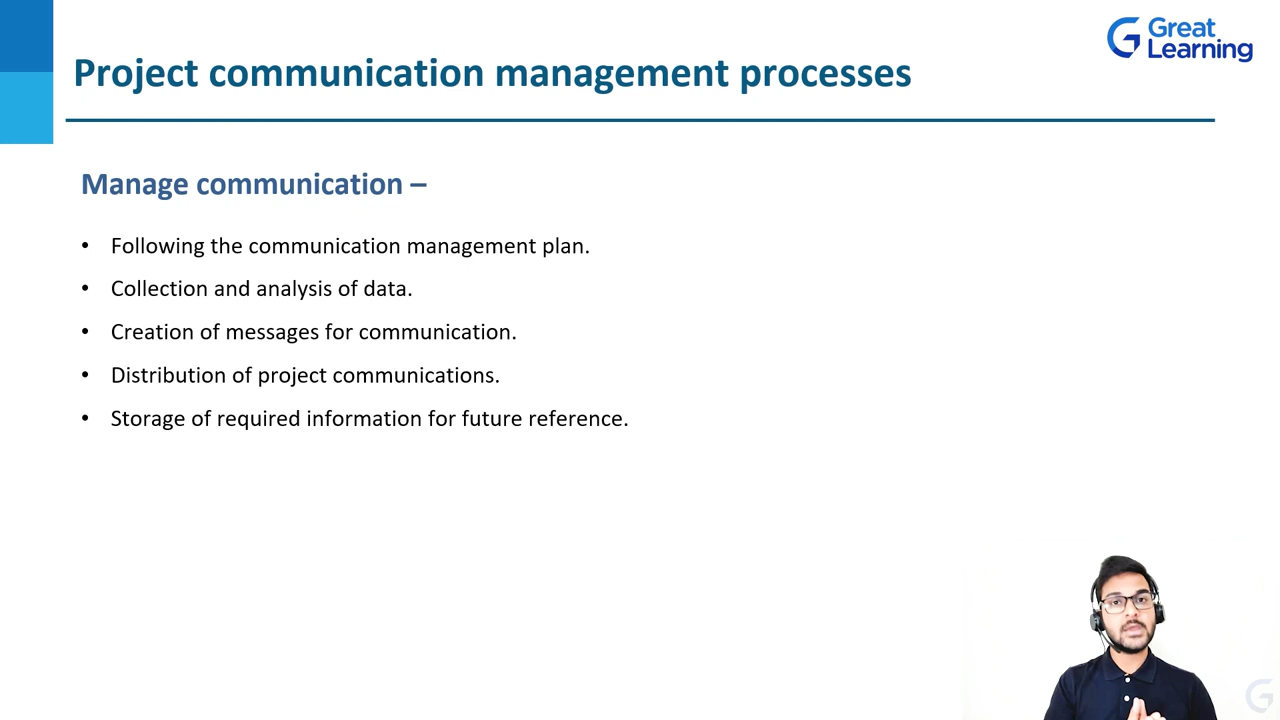 Great
Learning
Project communication management processes
Manage communication –
• Following the communication management plan.
• Collection and analysis of data.
• Creation of messages for communication.
• Distribution of project communications.
• Storage of required information for future reference.